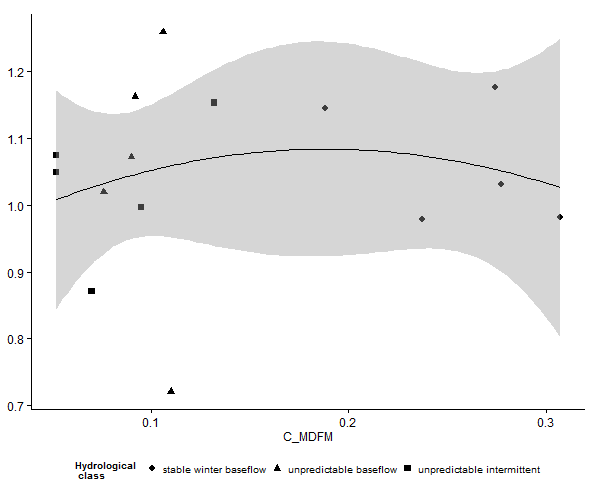 1.2
1.1
1.0
0.9
0.8
0.7
0.1 0.2 0.3
C_MDFM
Hydrological
class
stable winter baseflow unpredictable baseflow unpredictable intermittent